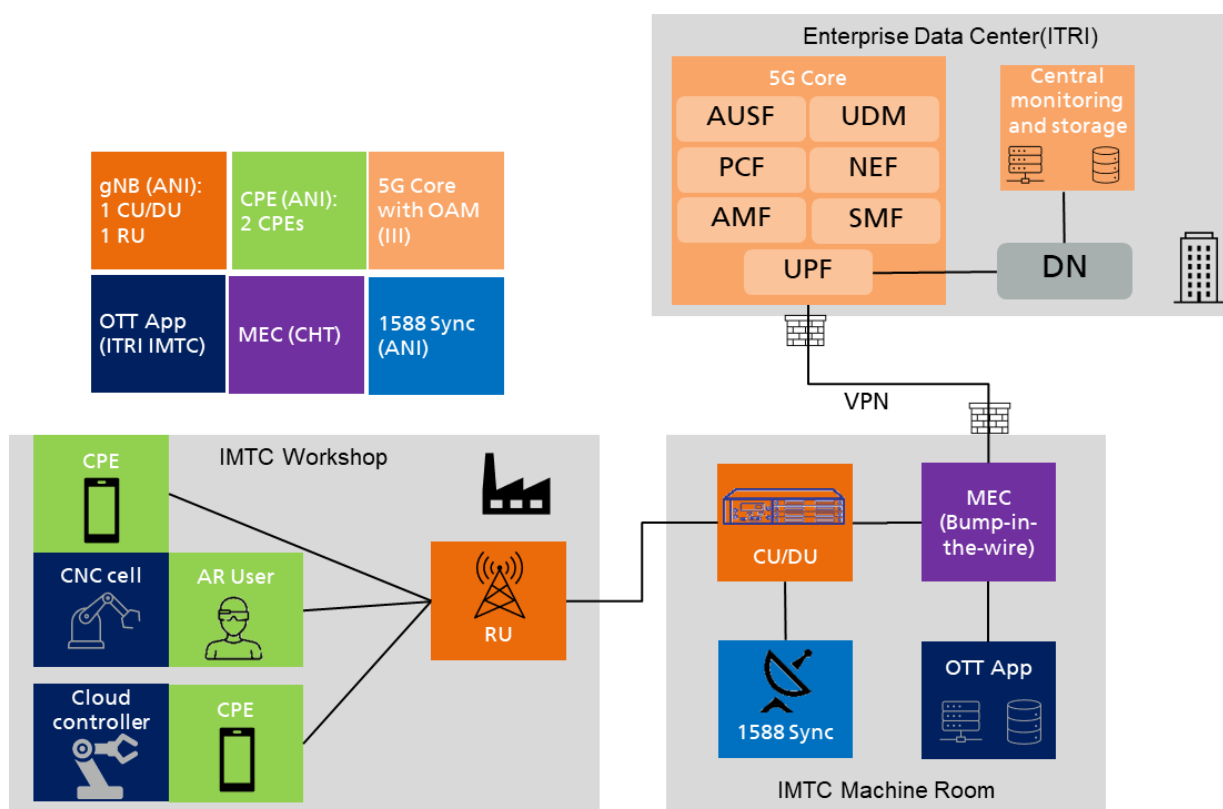 Enterprise Data Center(ITRI)
5G Core
AUSF
UDM
PCF
NEF
AMF
SMF
UPF
Central
monitoring
and storage
DN
gNB (ANI):
1 CU/DU
1 RU
CPE (ANI):
2 CPEs
5G Core
with OAM
(III)
OTT App
(ITRI IMTC)
MEC (CHT)
1588 Sync
(ANI)
VPN
IMTC Workshop
CPE
CNC cell
AR User
Cloud
controller
CPE
RU
CU/DU
MEC
(Bump-in-
the-wire)
1588 Sync
OTT App
IMTC Machine Room